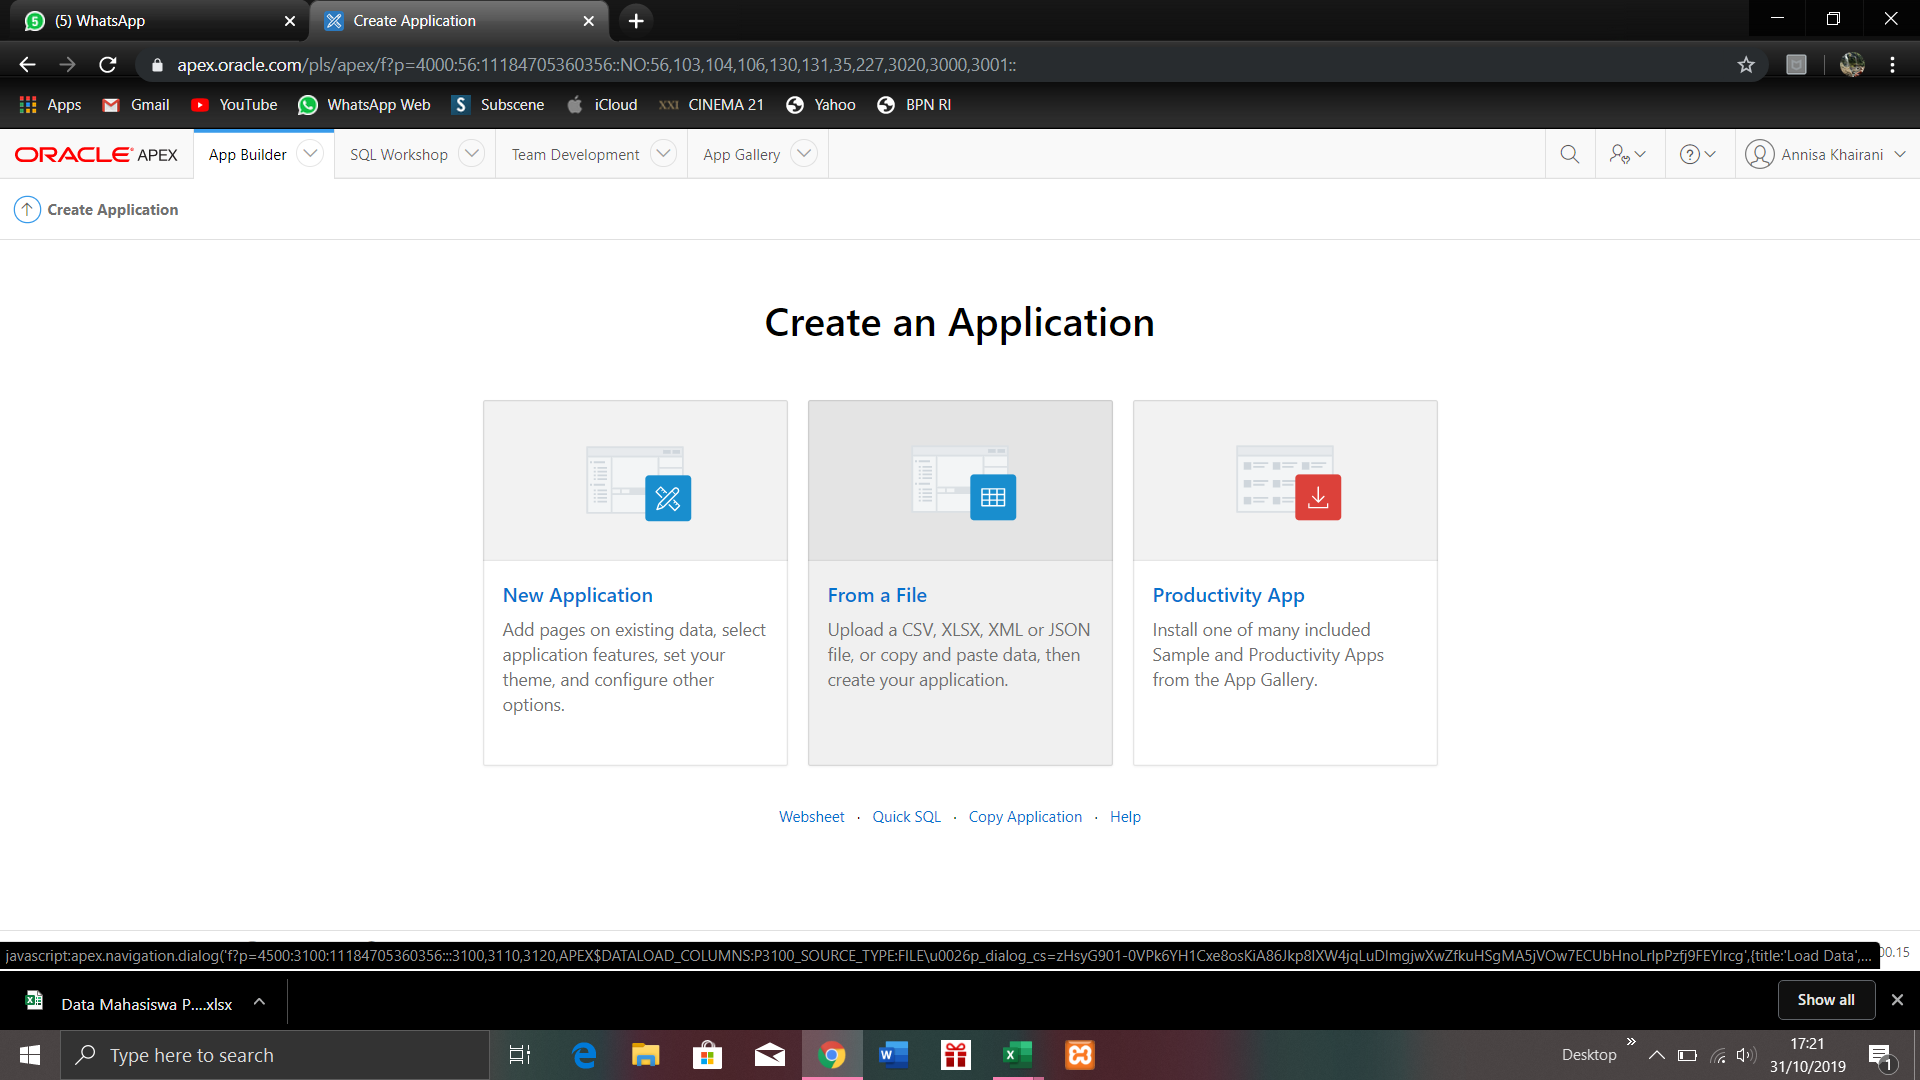 (5) WhatsApp
Create Application
apex.oracle.com/pls/apex/f?p=4000:56:11184705360356::NO:56,103,104,106,130,131,35,227,3020,3000,3001::
Apps
Gmail
YouTube
WhatsApp Web
Subscene
iCloud
XXI CINEMA 21
Yahoo
BPN RI
ORACLE APEX
App Builder
SQL Workshop
Team Development
App Gallery
Annisa Khairani
Create Application
Create an Application
New Application
Add pages on existing data, select
application features, set your
theme, and configure other
options.
From a File
Upload a CSV, XLSX, XML or JSON
file, or copy and paste data, then
create your application.
Productivity App
Install one of many included
Sample and Productivity Apps
from the App Gallery.
Websheet · Quick SQL · Copy Application · Help
javascript:apex.navigation.dialog('f?p=4500:3100:11184705360356:::3100,3110,3120,APEX$DATALOAD_COLUMNS:P3100_SOURCE_TYPE:FILE\u0026p_dialog_cs=zHsyG901-0VPk6YH1Cxe8osKiA86Jkp8IXW4jqLuDImgjwXwZfkuHSgMA5jVOw7ECUbHnoLrIpPzfj9FEYIrcg',{title:'Load Data',...
00.15
Data Mahasiswa P....xlsx
Show all
Type here to search
Desktop
17:21
31/10/2019
1